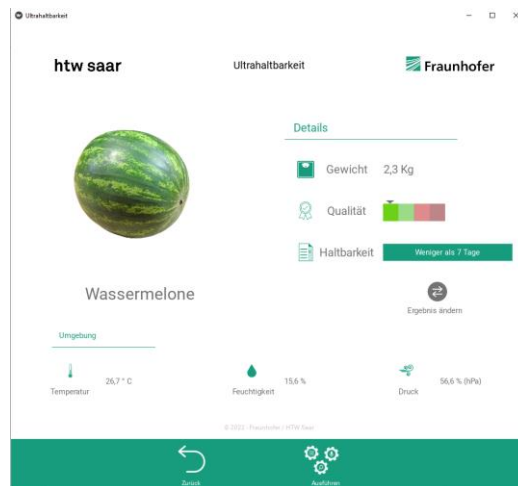 Ultrahaltbarkeit
htw saar
Ultrahaltbarkeit
Fraunhofer
Details
Gewicht 2,3 Kg
Qualität
Haltbarkeit Weniger als 7 Tage
Wassermelone
Ergebnis ändern
Umgebung
Temperatur 26,7 ° C
Feuchtigkeit 15,6 %
Druck 56,6 % (hPa)
© 2022 - Fraunhofer / HTW Saar
Zurück
Ausführen